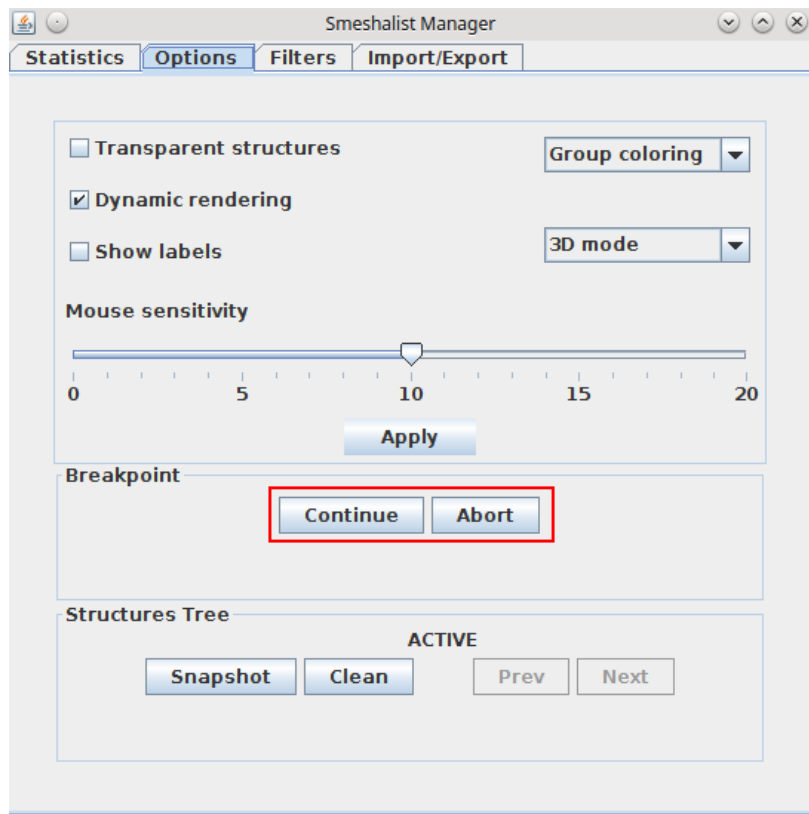 Smeshalist Manager
Statistics Options Filters Import/Export
Transparent structures Group coloring
Dynamic rendering
Show labels 3D mode
Mouse sensitivity
0 5 10 15 20
Apply
Breakpoint
Continue Abort
Structures Tree
ACTIVE
Snapshot Clean Prev Next